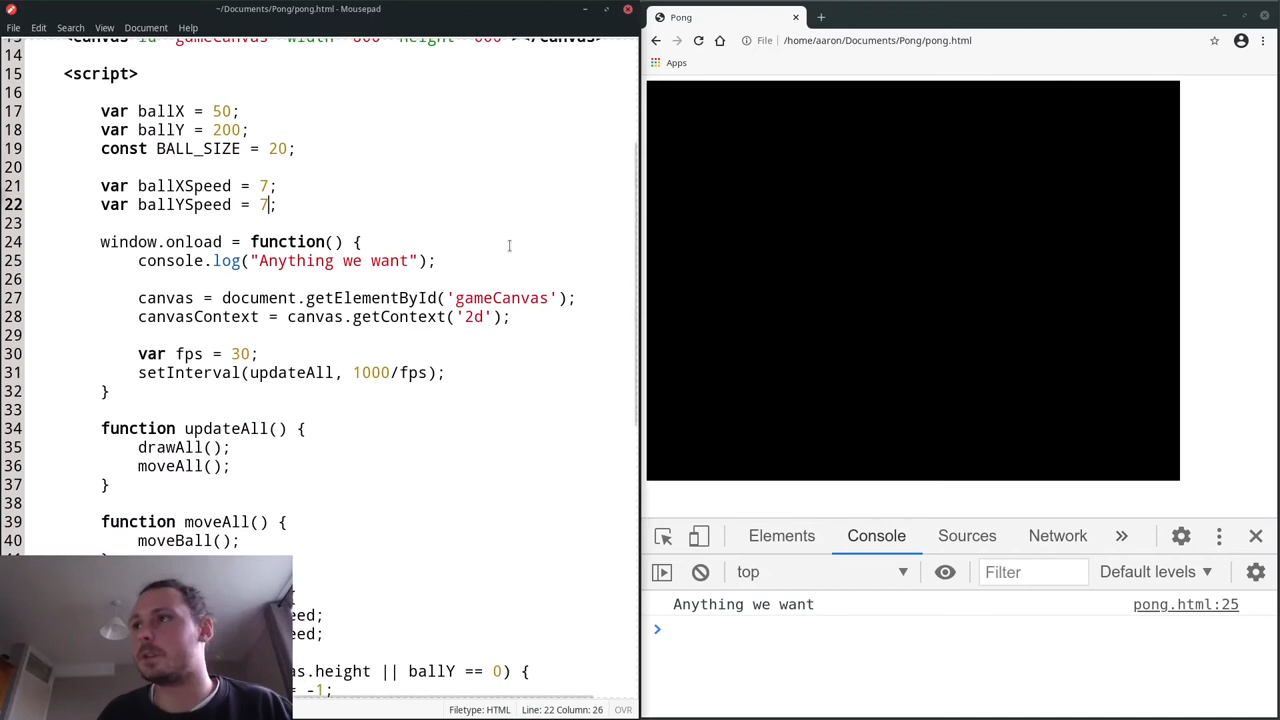 ~/Documents/Pong/pong.html - Mousepad
File Edit Search View Document Help
14
15 <script>
16
17 var ballX = 50;
18 var ballY = 200;
19 const BALL_SIZE = 20;
20
21 var ballXSpeed = 7;
22 var ballYSpeed = 7;
23
24 window.onload = function() {
25 console.log("Anything we want");
26
27 canvas = document.getElementById('gameCanvas');
28 canvasContext = canvas.getContext('2d');
29
30 var fps = 30;
31 setInterval(updateAll, 1000/fps);
32 }
33
34 function updateAll() {
35 drawAll();
36 moveAll();
37 }
38
39 function moveAll() {
40 moveBall();
{
eed;
eed;
as.height || ballY == 0) {
= -1;
Filetype: HTML Line: 22 Column: 26 OVR
Pong
File /home/aaron/Documents/Pong/pong.html
Apps
Elements Console Sources Network
top Filter Default levels
Anything we want pong.html:25